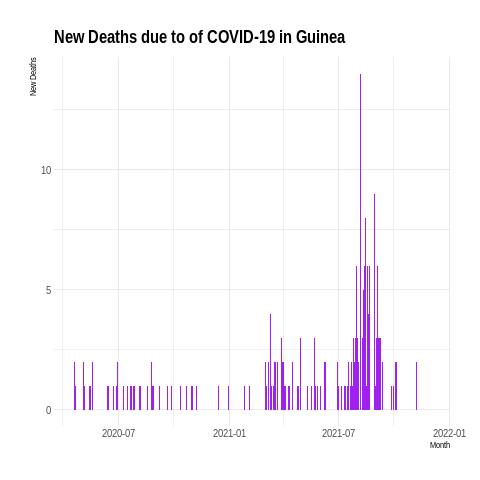 New Deaths due to of COVID-19 in Guinea
New Deaths
10
5
0
2020-07 2021-01 2021-07 2022-01
Month